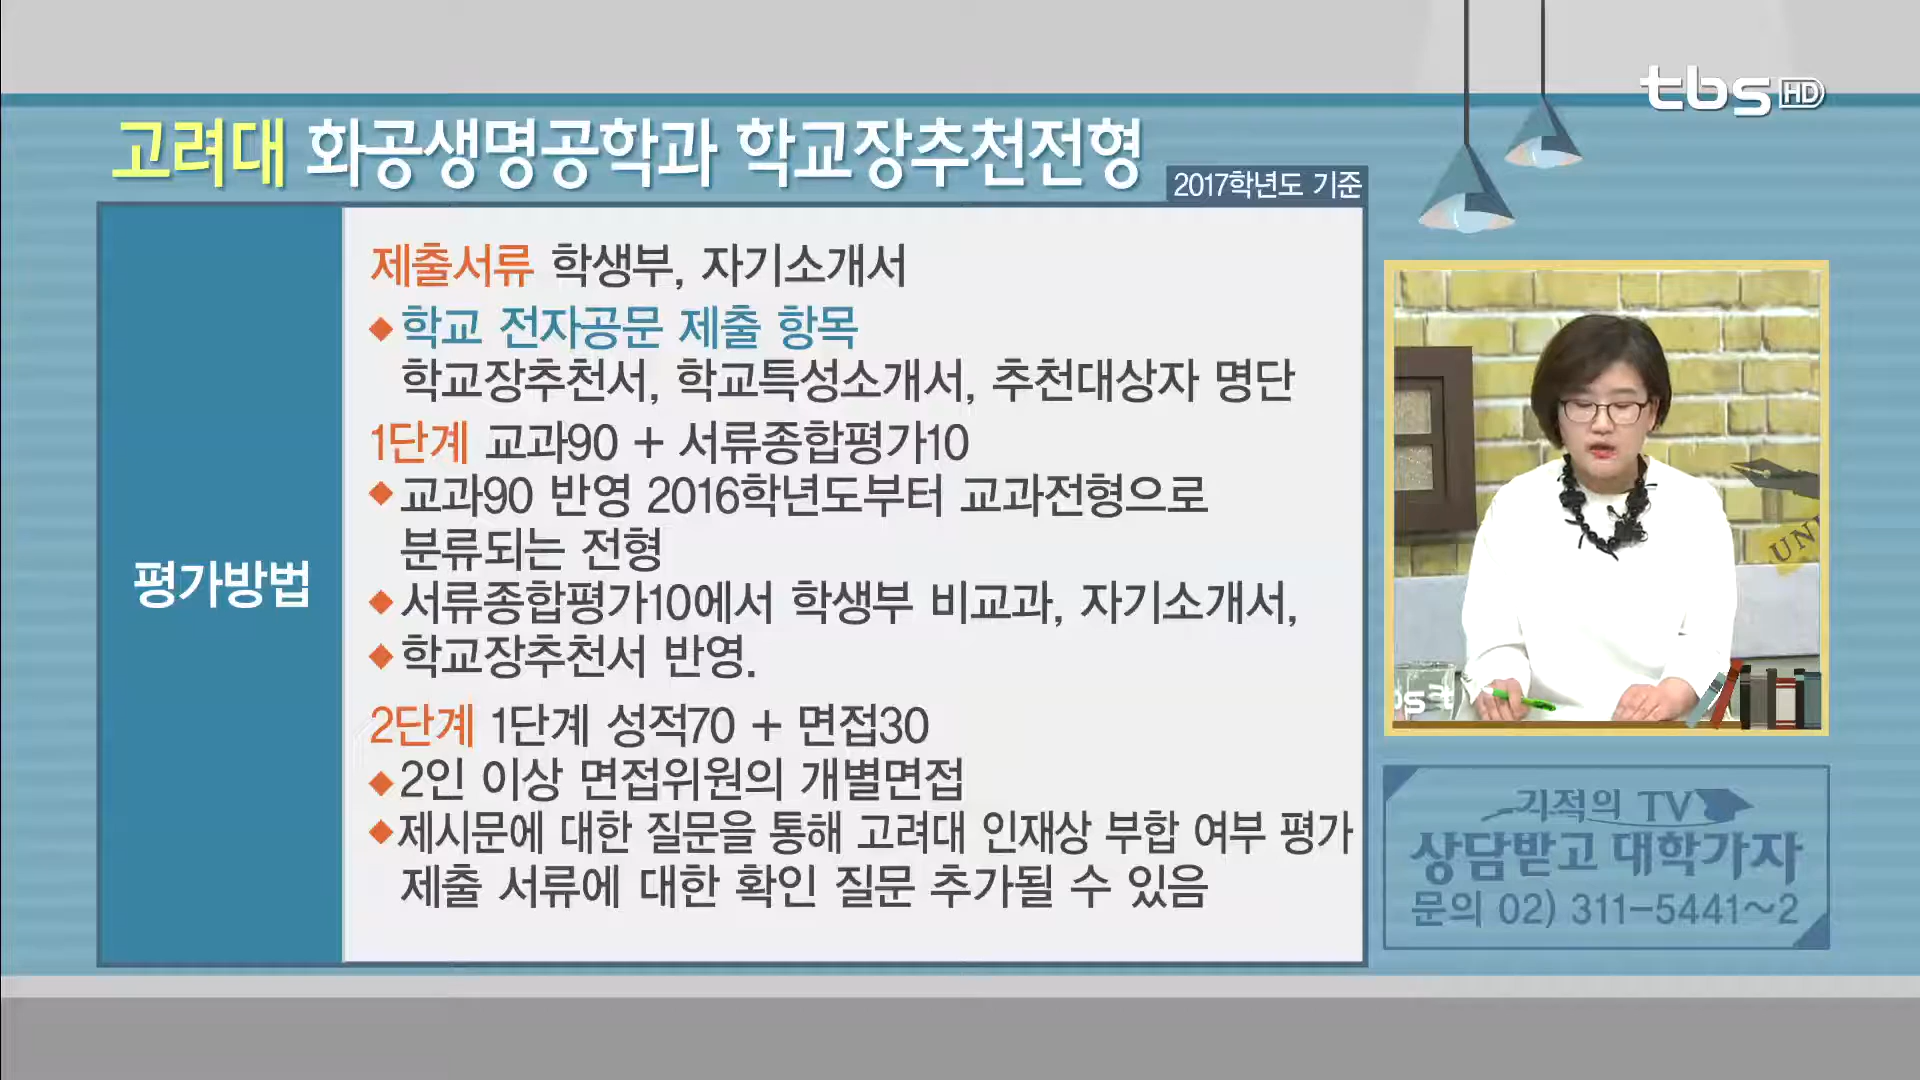 tbs HD
고려대 화공생명공학과 학교장추천전형
2017학년도 기준
평가방법
제출서류 학생부, 자기소개서
◆학교 전자공문 제출 항목
학교장추천서, 학교특성소개서, 추천대상자 명단
1단계 교과90 + 서류종합평가10
◆교과90 반영 2016학년도부터 교과전형으로
분류되는 전형
◆서류종합평가10에서 학생부 비교과, 자기소개서,
◆학교장추천서 반영.
2단계 1단계 성적70 + 면접30
◆2인 이상 면접위원의 개별면접
◆제시문에 대한 질문을 통해 고려대 인재상 부합 여부 평가
제출 서류에 대한 확인 질문 추가될 수 있음
UNI
기적의 TV
상담받고 대학가자
문의 02) 311-5441~2